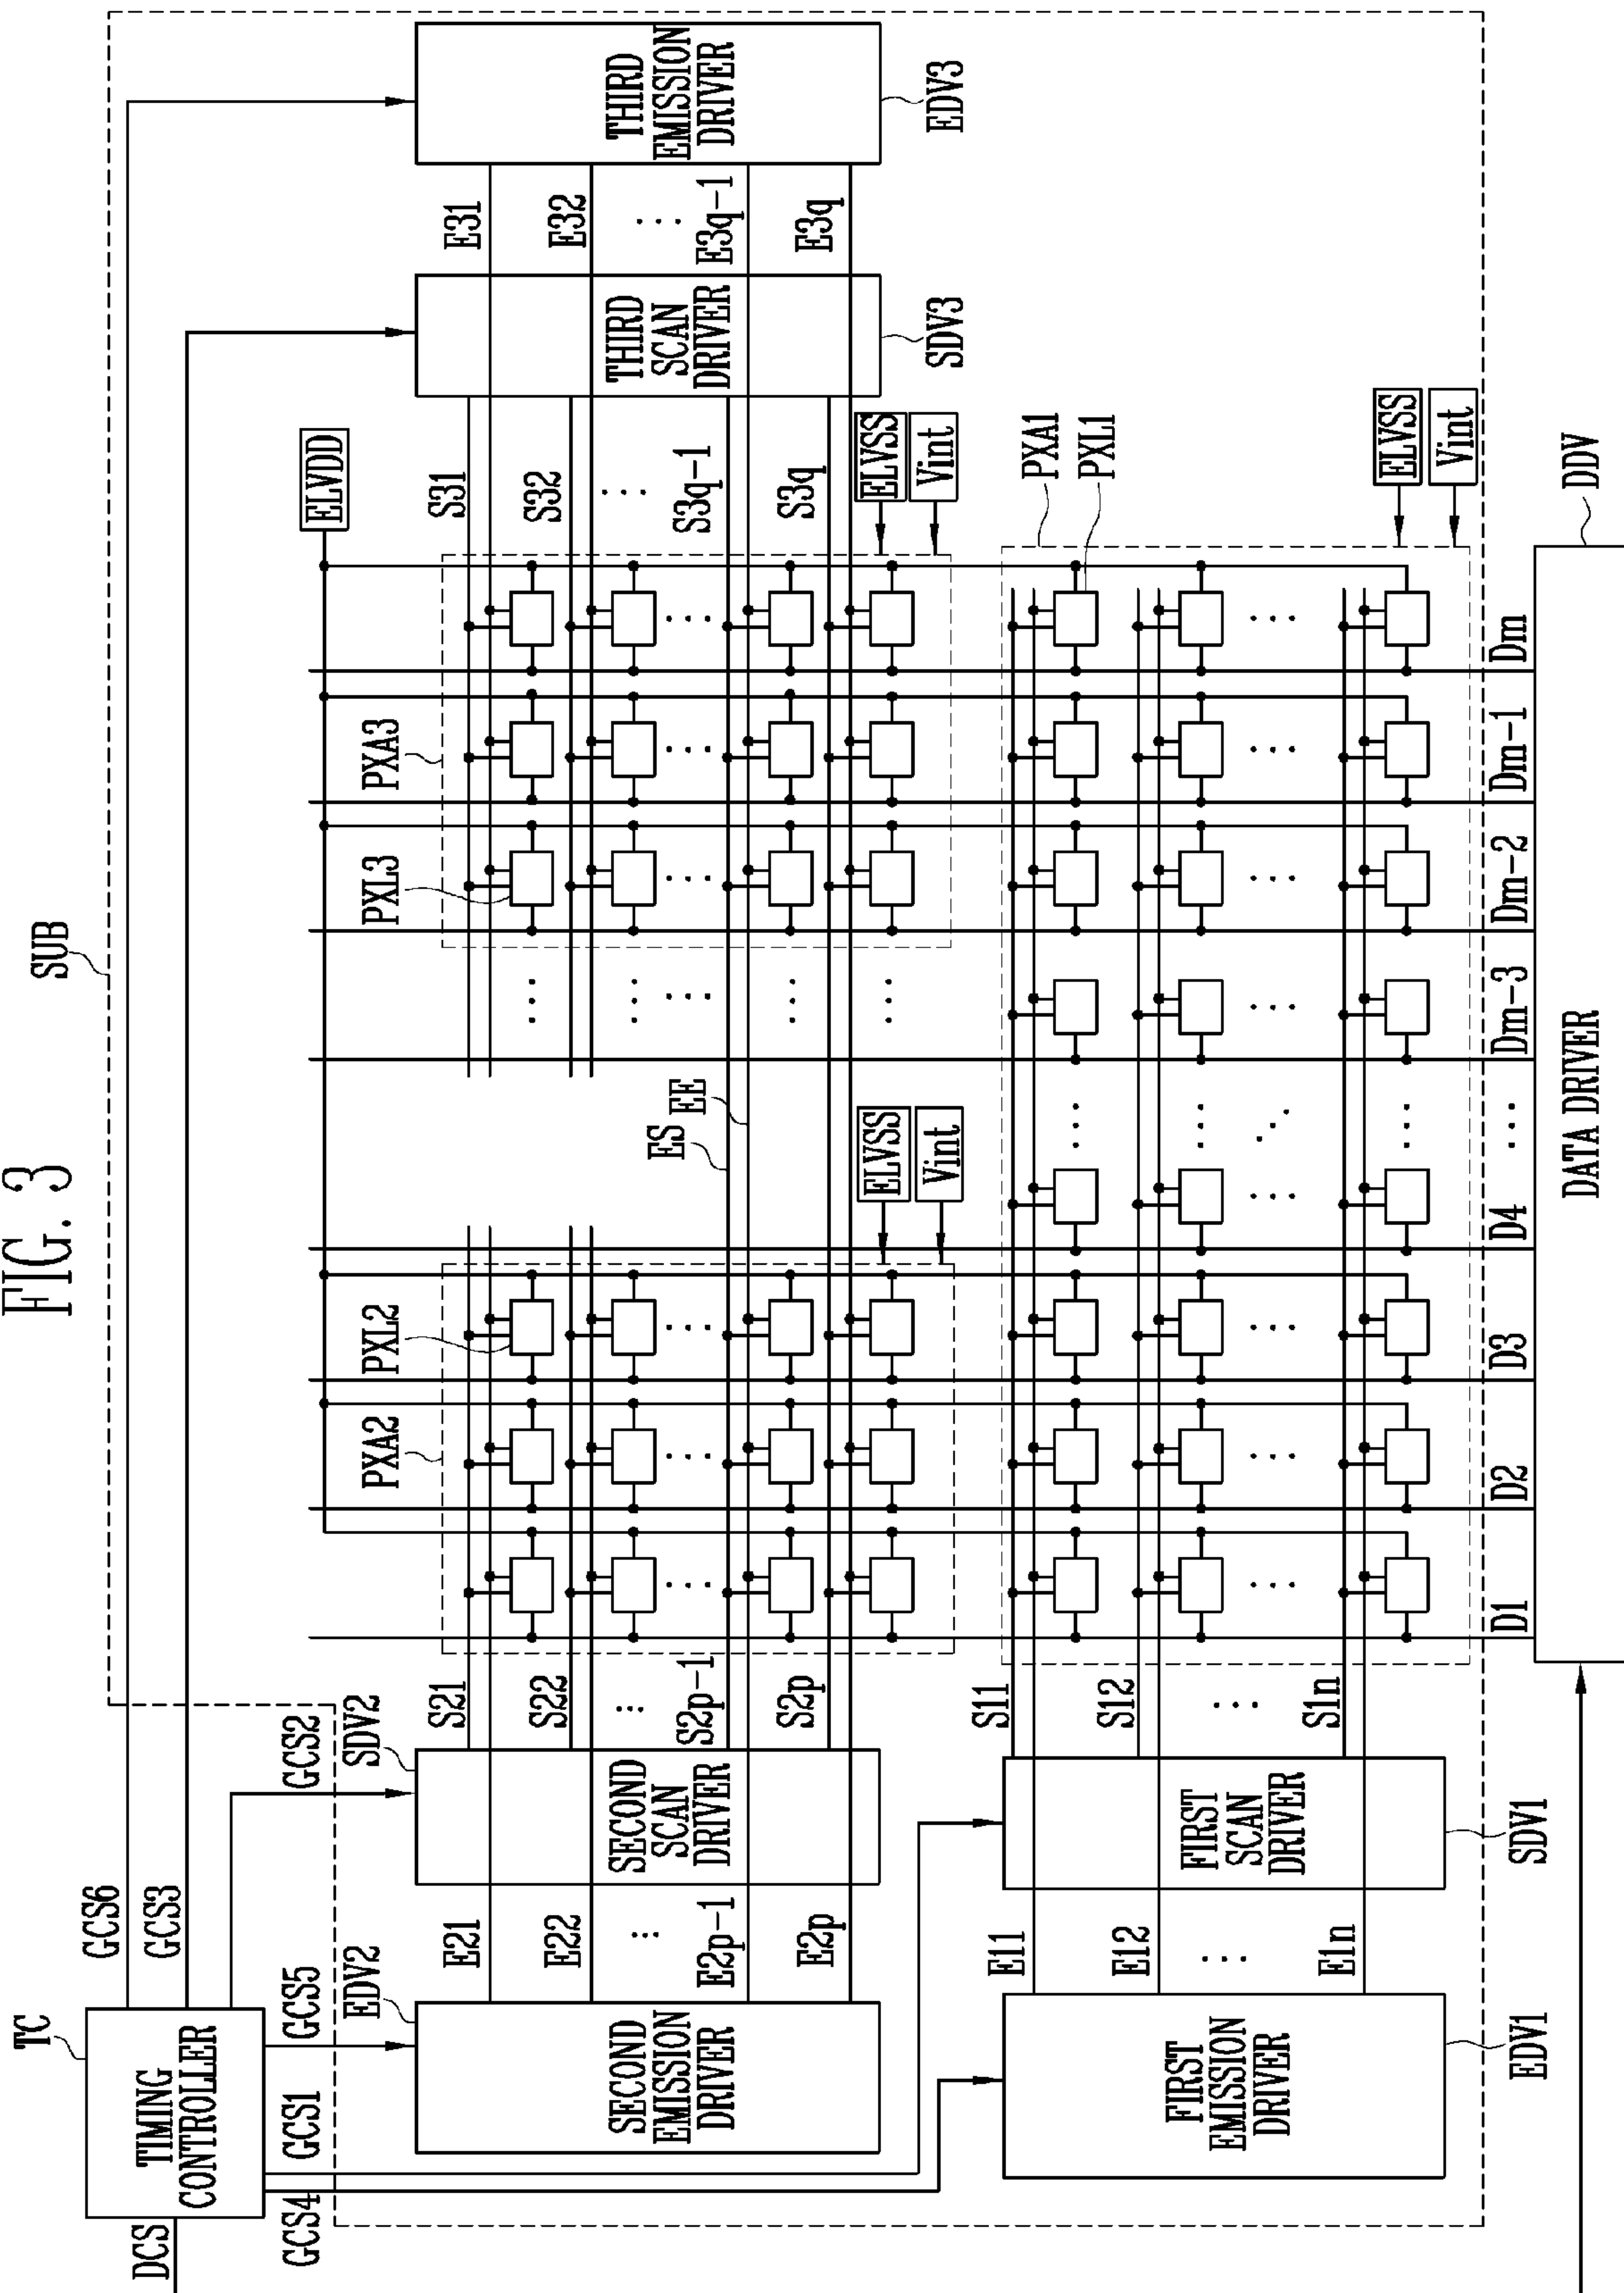 FIG. 3
TC
TIMING
CONTROLLER
DCS
GCS6
GCS3
GCS2
GCS5
GCS1
GCS4
SUB
EDV2
SDV2
PXA2
PXL2
PXL3
PXA3
ELVDD
SECOND
EMISSION
DRIVER
E21
E22
...
E2p-1
E2p
SECOND
SCAN
DRIVER
S21
S22
...
S2p-1
S2p
...
...
...
ES
EE
ELVSS
Vint
...
...
...
...
...
...
...
...
S31
S32
...
S3q-1
S3q
ELVSS
Vint
THIRD
SCAN
DRIVER
SDV3
E31
E32
...
E3q-1
E3q
THIRD
EMISSION
DRIVER
EDV3
FIRST
EMISSION
DRIVER
EDV1
E11
E12
...
E1n
FIRST
SCAN
DRIVER
SDV1
S11
S12
...
S1n
...
...
...
...
...
...
...
...
...
...
...
...
PXA1
PXL1
ELVSS
Vint
D1
D2
D3
D4
...
Dm-3
Dm-2
Dm-1
Dm
DATA DRIVER
DDV